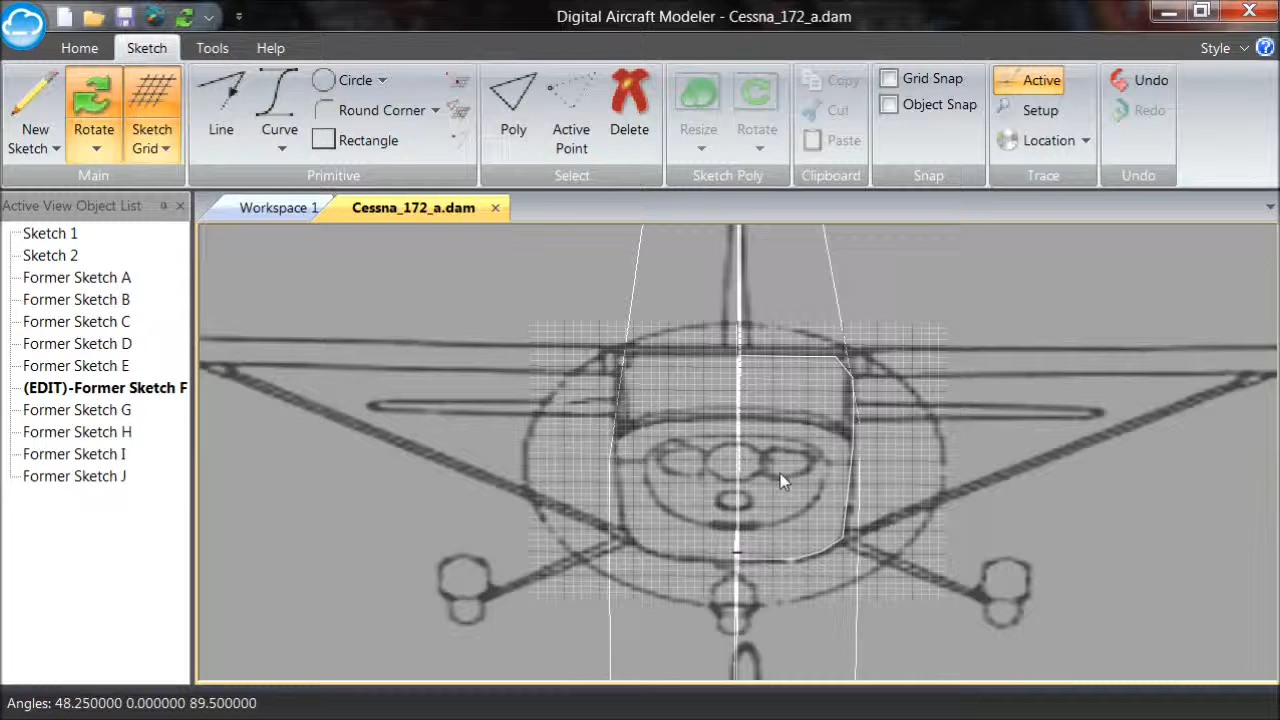 Digital Aircraft Modeler - Cessna_172_a.dam
Home Sketch Tools Help Style
New Sketch Rotate Sketch Grid Line Curve Circle Round Corner Rectangle Poly Active Point Delete Resize Rotate Copy Cut Paste Grid Snap Object Snap Active Setup Location Undo Redo
Main Primitive Select Sketch Poly Clipboard Snap Trace Undo
Active View Object List
Workspace 1 Cessna_172_a.dam
Sketch 1
Sketch 2
Former Sketch A
Former Sketch B
Former Sketch C
Former Sketch D
Former Sketch E
(EDIT)-Former Sketch F
Former Sketch G
Former Sketch H
Former Sketch I
Former Sketch J
Angles: 48.250000 0.000000 89.500000